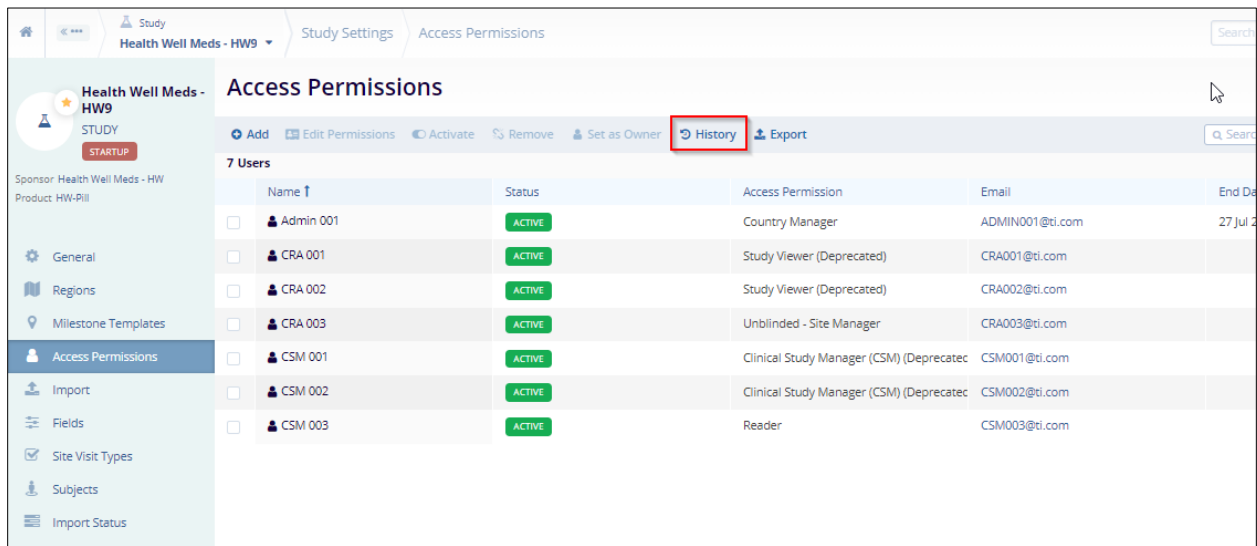 Study
Health Well Meds - HW9
Study Settings
Access Permissions
Search
Health Well Meds -
HW9
STUDY
STARTUP
Sponsor Health Well Meds - HW
Product HW-Pill
General
Regions
Milestone Templates
Access Permissions
Import
Fields
Site Visit Types
Subjects
Import Status
Access Permissions
Add Edit Permissions Activate Remove Set as Owner History Export Searc
7 Users
Name Status Access Permission Email End Da
Admin 001 ACTIVE Country Manager ADMIN001@ti.com 27 Jul 2
CRA 001 ACTIVE Study Viewer (Deprecated) CRA001@ti.com
CRA 002 ACTIVE Study Viewer (Deprecated) CRA002@ti.com
CRA 003 ACTIVE Unblinded - Site Manager CRA003@ti.com
CSM 001 ACTIVE Clinical Study Manager (CSM) (Deprecatec CSM001@ti.com
CSM 002 ACTIVE Clinical Study Manager (CSM) (Deprecatec CSM002@ti.com
CSM 003 ACTIVE Reader CSM003@ti.com